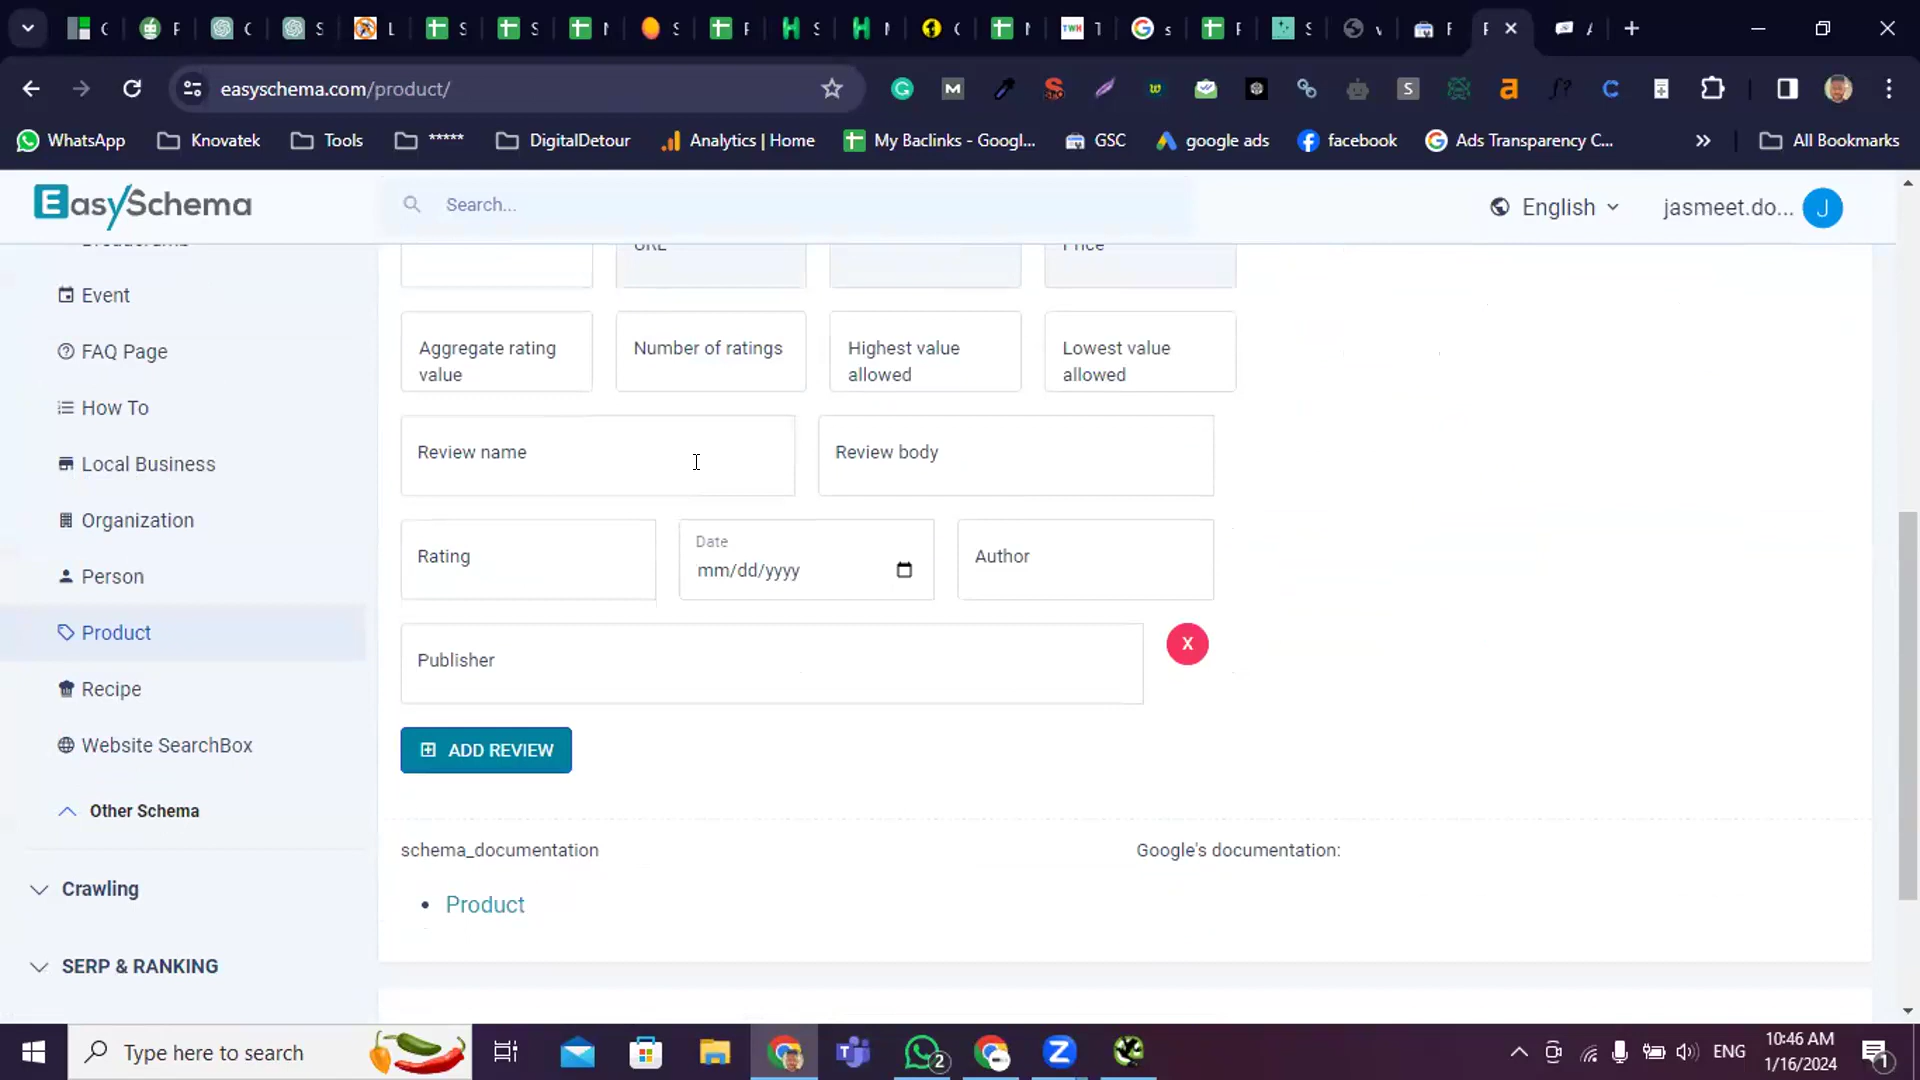 easyschema.com/product/
WhatsApp
Knovatek
Tools
*****
DigitalDetour
Analytics | Home
My Baclinks - Googl...
GSC
google ads
facebook
Ads Transparency C...
»
All Bookmarks
EasySchema
Search...
English
jasmeet.do...
J
URL
Price
Event
FAQ Page
How To
Local Business
Organization
Person
Product
Recipe
Website SearchBox
Other Schema
Crawling
SERP & RANKING
Aggregate rating
value
Number of ratings
Highest value
allowed
Lowest value
allowed
Review name
Review body
Rating
Date
mm/dd/yyyy
Author
Publisher
X
ADD REVIEW
schema_documentation
Google's documentation:
• Product
Type here to search
2
ENG
10:46 AM
1/16/2024
1